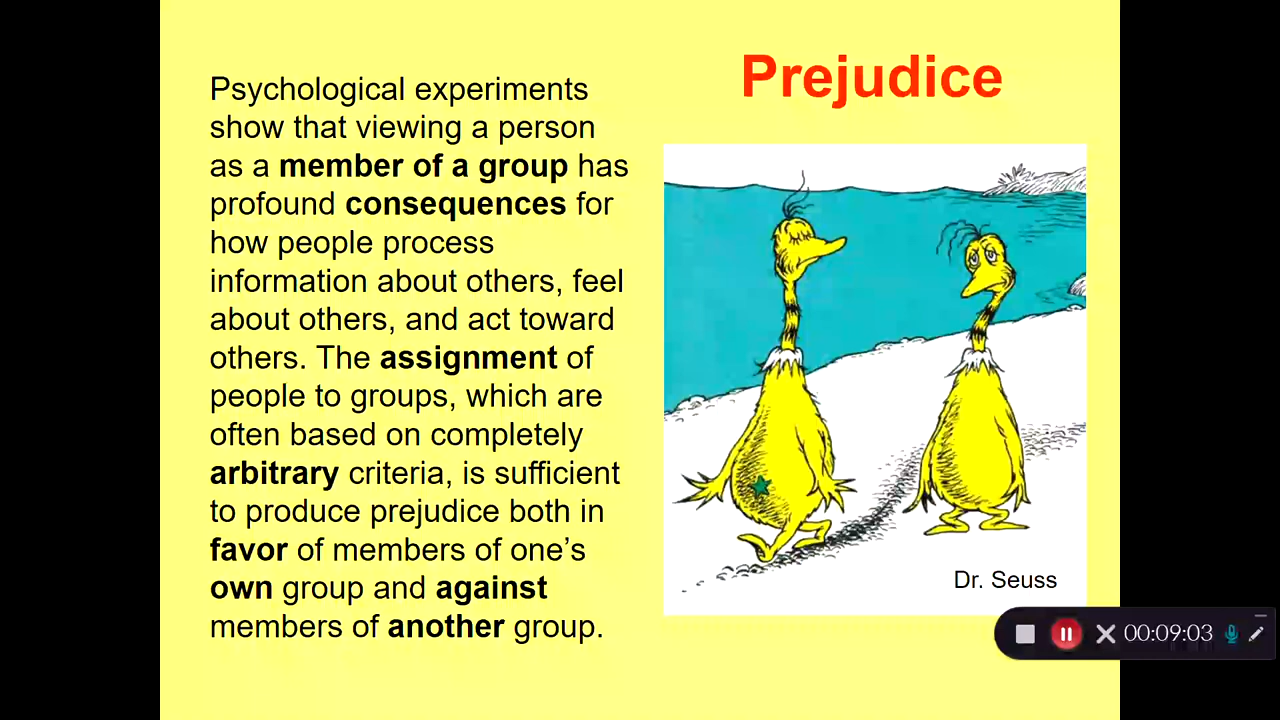 Prejudice
Psychological experiments
show that viewing a person
as a member of a group has
profound consequences for
how people process
information about others, feel
about others, and act toward
others. The assignment of
people to groups, which are
often based on completely
arbitrary criteria, is sufficient
to produce prejudice both in
favor of members of one’s
own group and against
members of another group.
Dr. Seuss
00:09:03